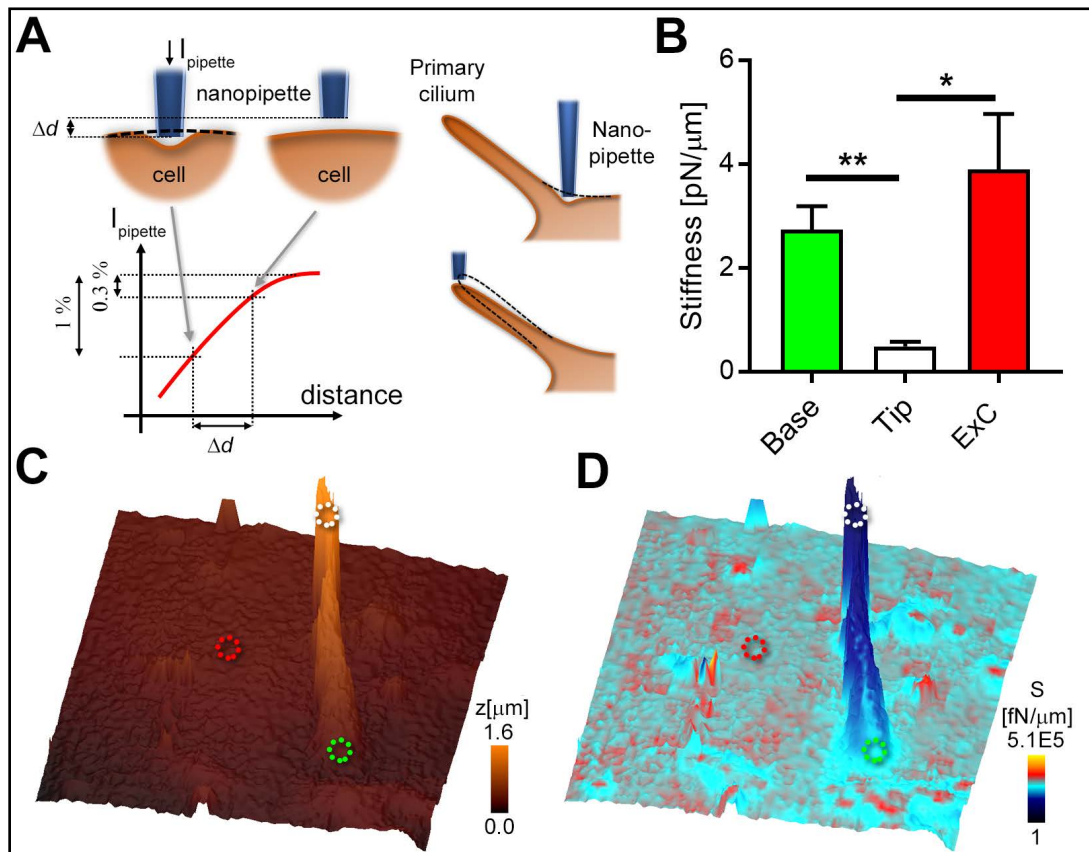 A
I pipette
nanopipette
Δd
cell
cell
Primary
cilium
Nano-
pipette
I pipette
1 %
0.3 %
distance
Δd
B
Stiffness [pN/μm]
6
4
2
0
**
*
Base
Tip
ExC
C
z[μm]
1.6
0.0
D
S
[fN/μm]
5.1E5
1